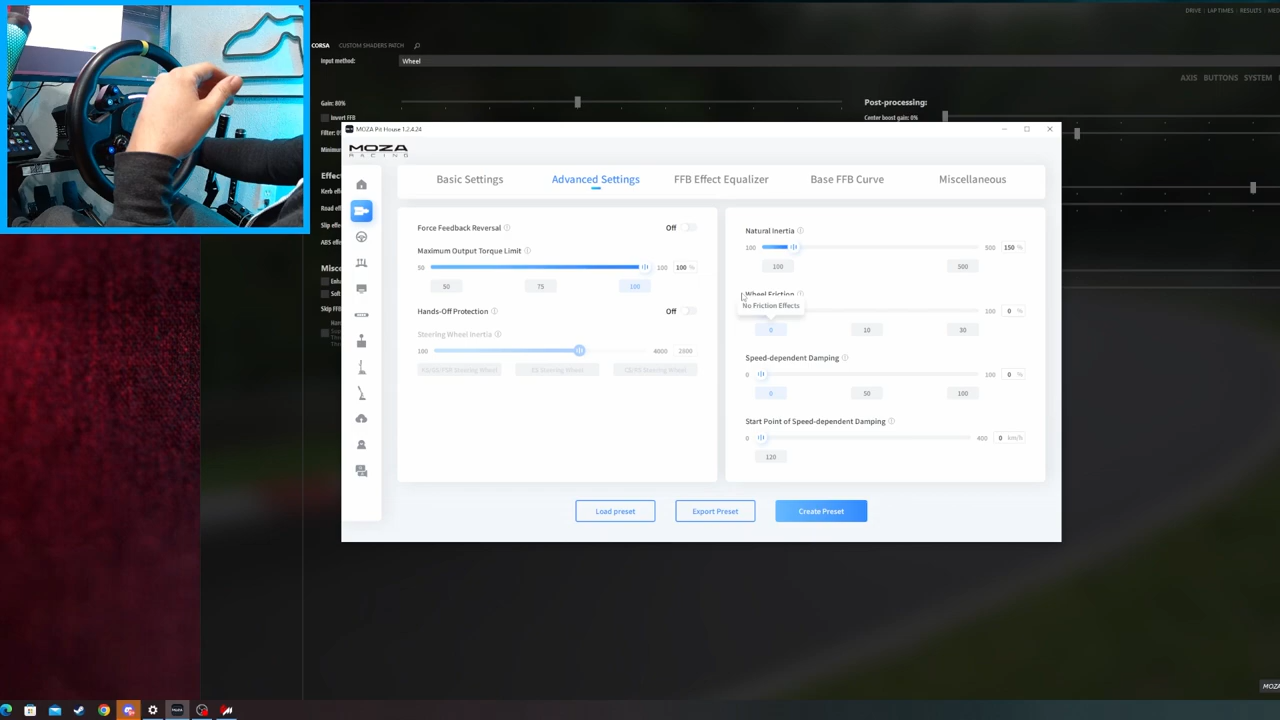 DRIVE LAP TIMES RESULTS
CORSA CUSTOM SHADERS PATCH
Input method: Wheel
AXIS BUTTONS SYSTEM
Gain: 80% Post-processing:
Invert FFB Center boost gain: 0%
MOZA Pit House 1.2.4.24
MOZA
RACING
Basic Settings Advanced Settings FFB Effect Equalizer Base FFB Curve Miscellaneous
Force Feedback Reversal Off
Maximum Output Torque Limit
50 100 100 %
50 75 100
Hands-Off Protection Off
Steering Wheel Inertia
100 4000 2800
Natural Inertia
100 500 150 %
100 500
Wheel Friction
No Friction Effects
100 0 %
0 10 30
Speed-dependent Damping
0 100 0 %
0 50 100
Start Point of Speed-dependent Damping
0 400 0 km/h
120
Load preset Export Preset Create Preset
MOZA